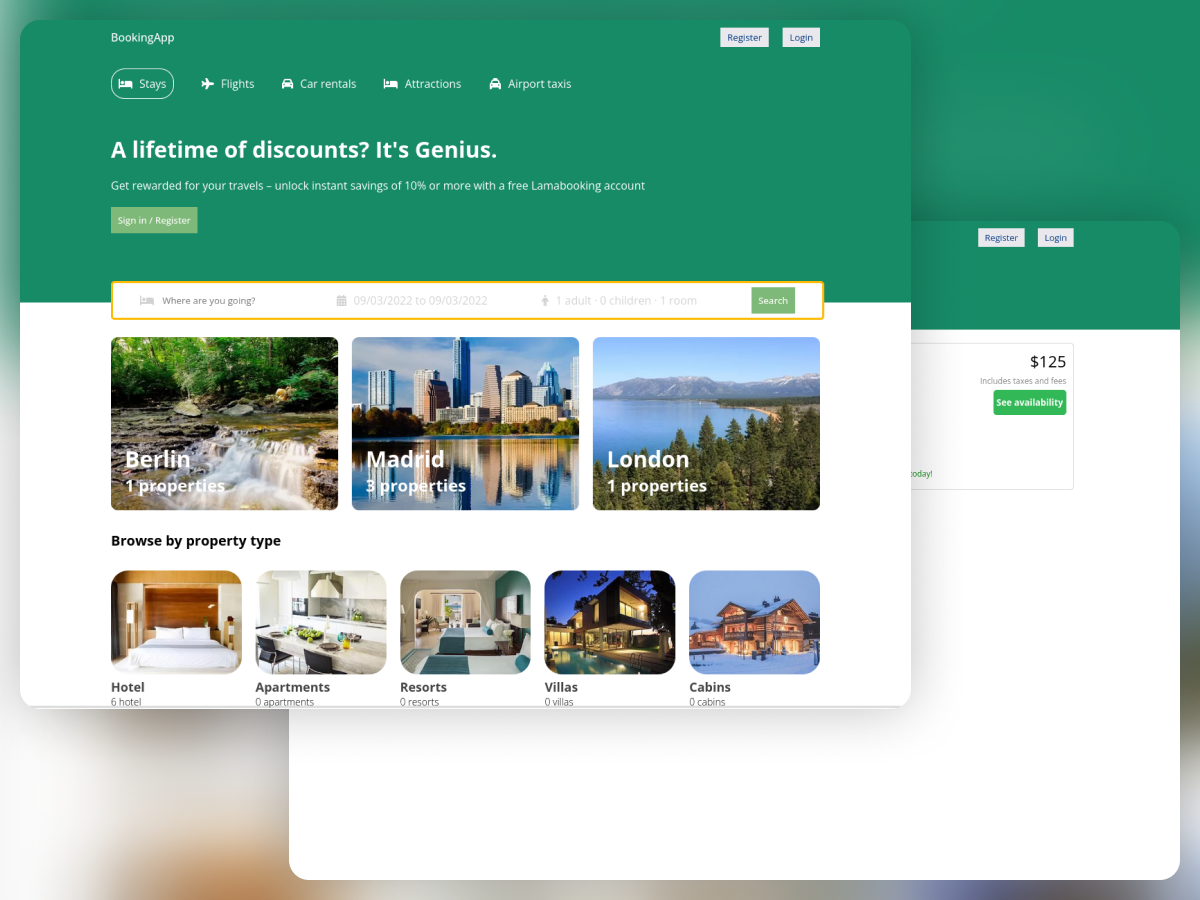 BookingApp
Register
Login
Stays
Flights
Car rentals
Attractions
Airport taxis
A lifetime of discounts? It's Genius.
Get rewarded for your travels – unlock instant savings of 10% or more with a free Lamabooking account
Sign in / Register
Where are you going?
09/03/2022 to 09/03/2022
1 adult · 0 children · 1 room
Search
Berlin
1 properties
Madrid
3 properties
London
1 properties
Browse by property type
Hotel
6 hotel
Apartments
0 apartments
Resorts
0 resorts
Villas
0 villas
Cabins
0 cabins
Register
Login
$125
Includes taxes and fees
See availability
today!